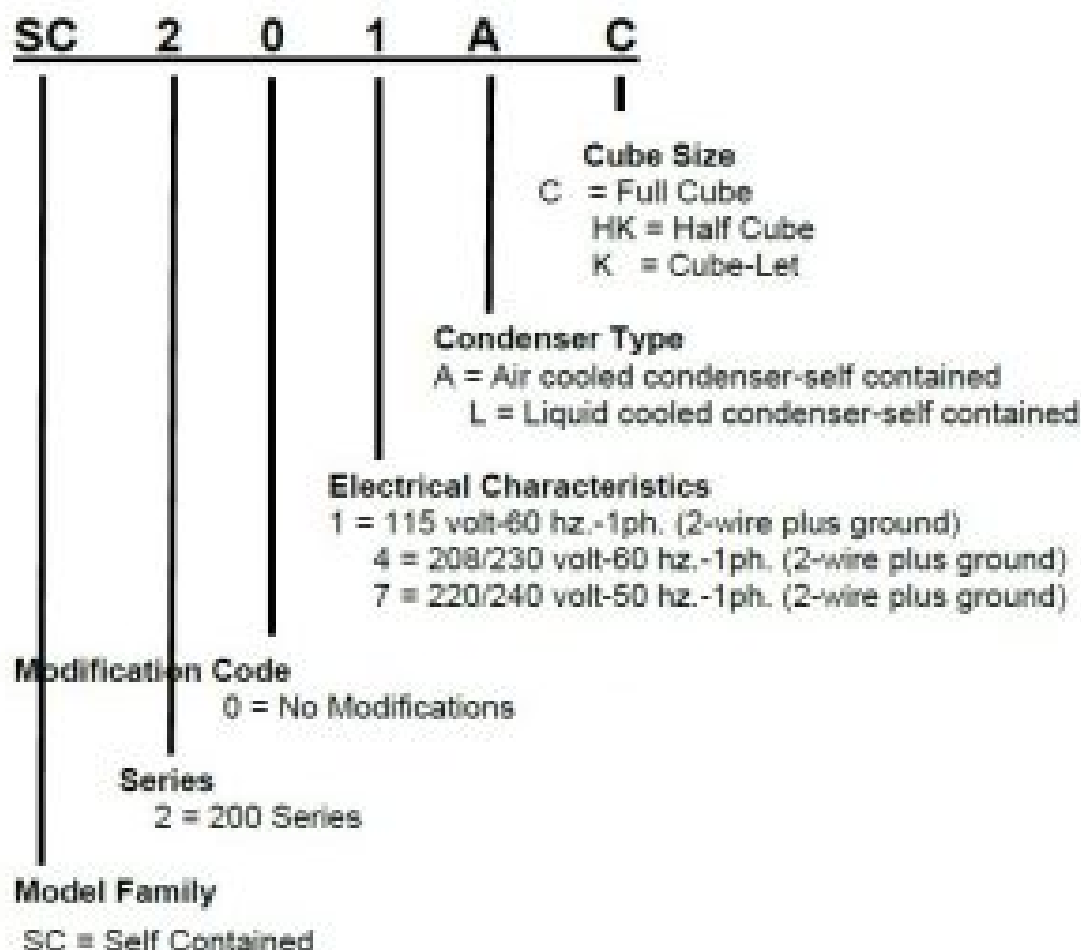 SC 2 0 1 A C
Cube Size
C = Full Cube
HK = Half Cube
K = Cube-Let
Condenser Type
A = Air cooled condenser-self contained
L = Liquid cooled condenser-self contained
Electrical Characteristics
1 = 115 volt-60 hz.-1ph. (2-wire plus ground)
4 = 208/230 volt-60 hz.-1ph. (2-wire plus ground)
7 = 220/240 volt-50 hz.-1ph. (2-wire plus ground)
Modification Code
0 = No Modifications
Series
2 = 200 Series
Model Family
SC = Self Contained